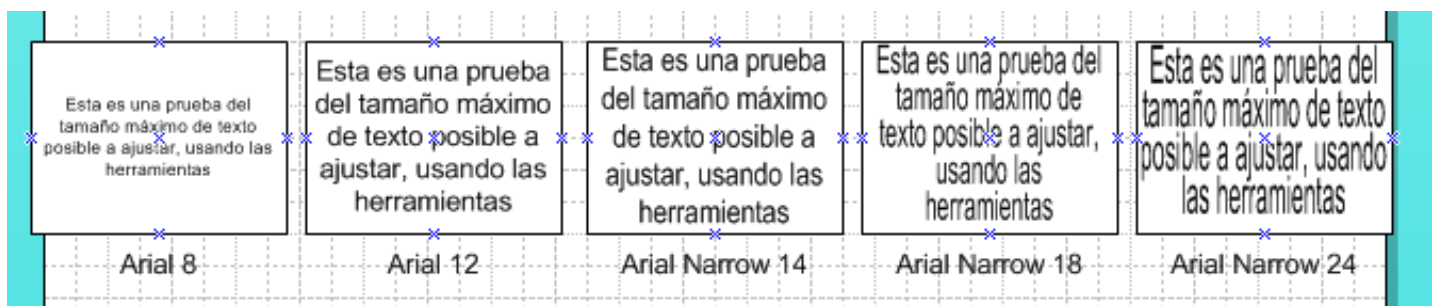 Esta es una prueba del
tamaño máximo de texto
posible a ajustar, usando las
herramientas
Esta es una prueba
del tamaño máximo
de texto posible a
ajustar, usando las
herramientas
Esta es una prueba
del tamaño máximo
de texto posible a
ajustar, usando las
herramientas
Esta es una prueba del
tamaño máximo de
texto posible a ajustar,
usando las
herramientas
Esta es una prueba del
tamaño máximo de texto
posible a ajustar, usando
las herramientas
Arial 8
Arial 12
Arial Narrow 14
Arial Narrow 18
Arial Narrow 24